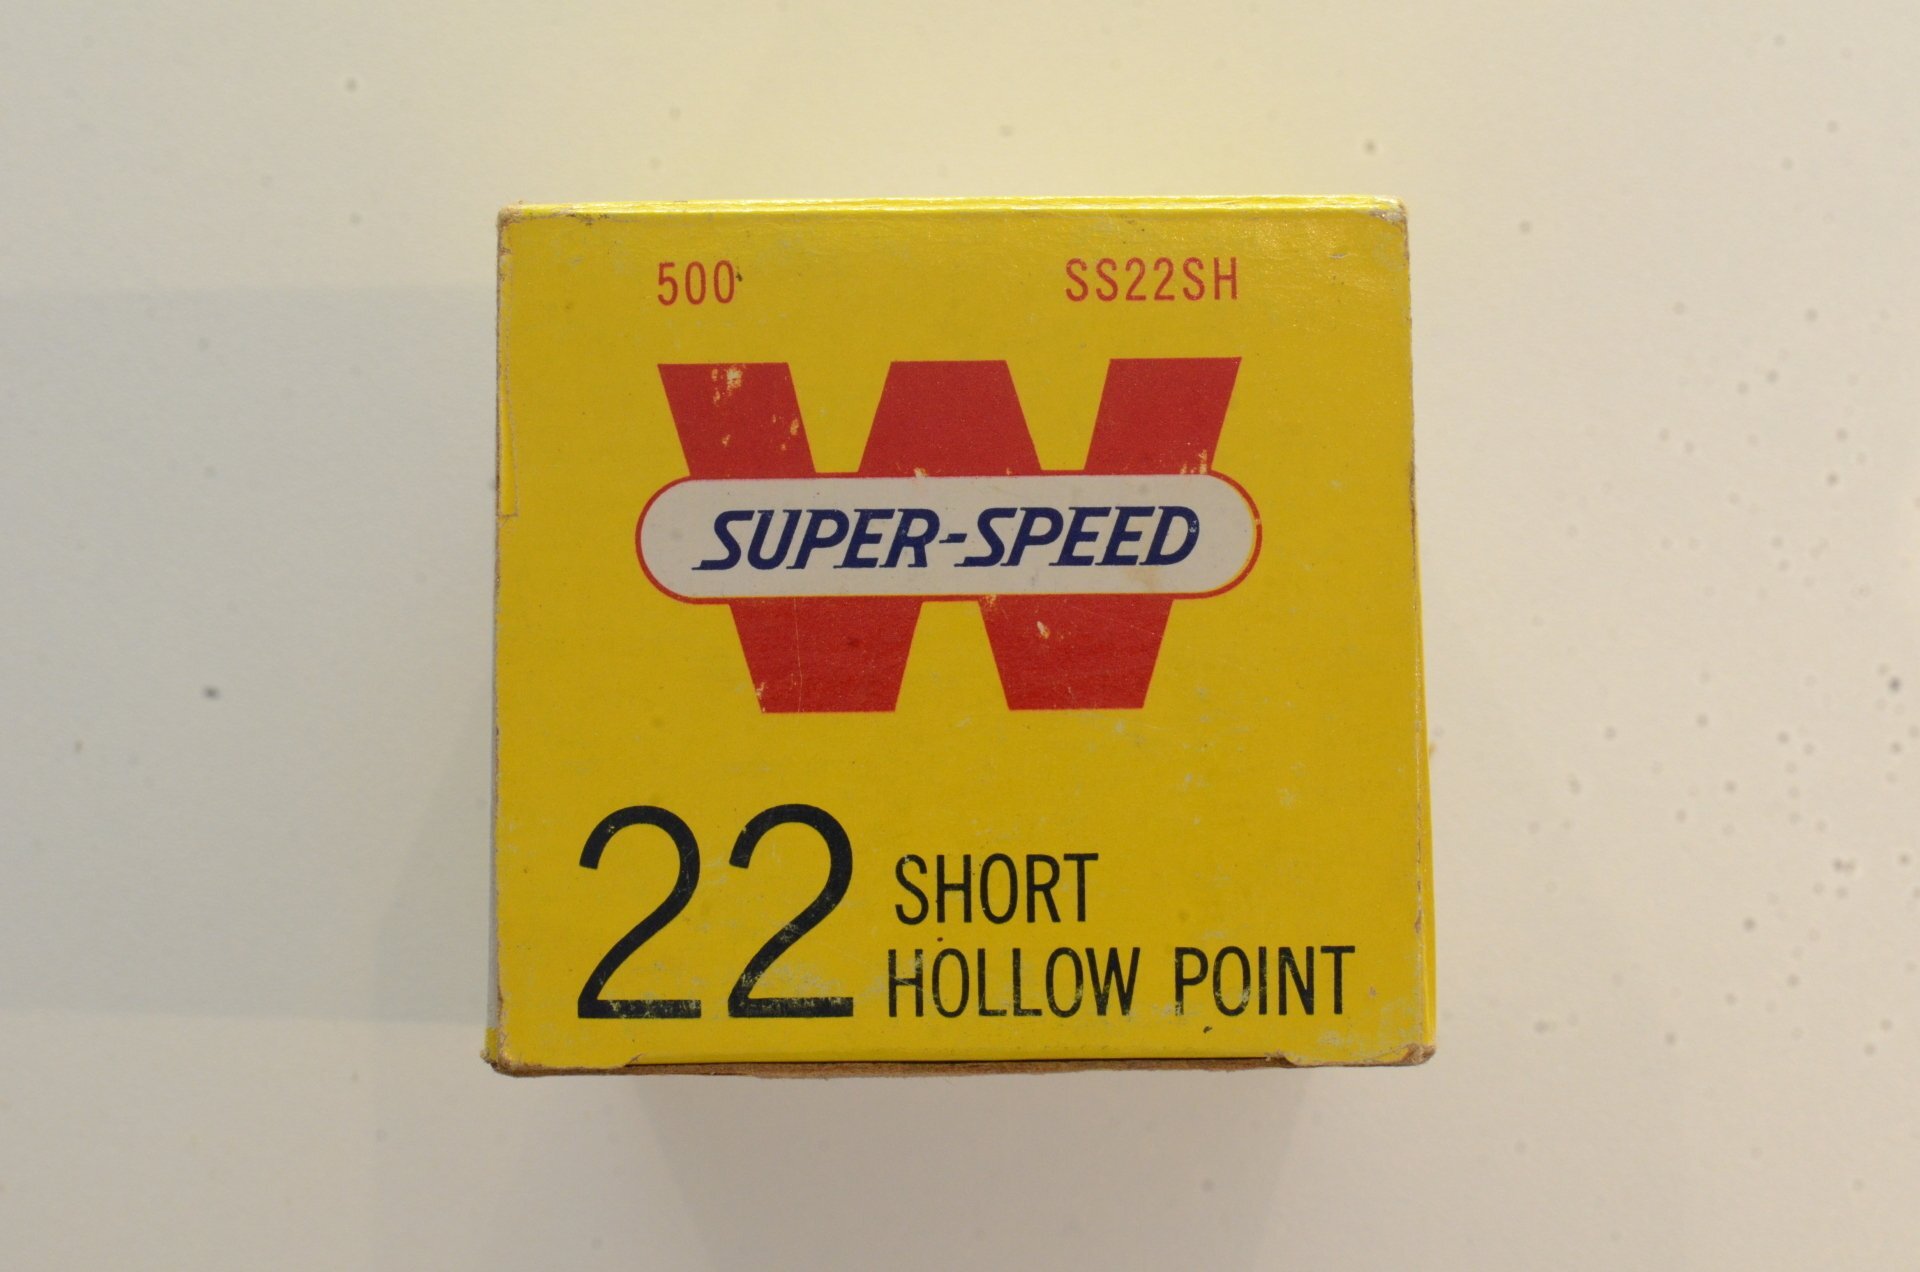 500 SS22SH
W
SUPER-SPEED
22 SHORT
HOLLOW POINT